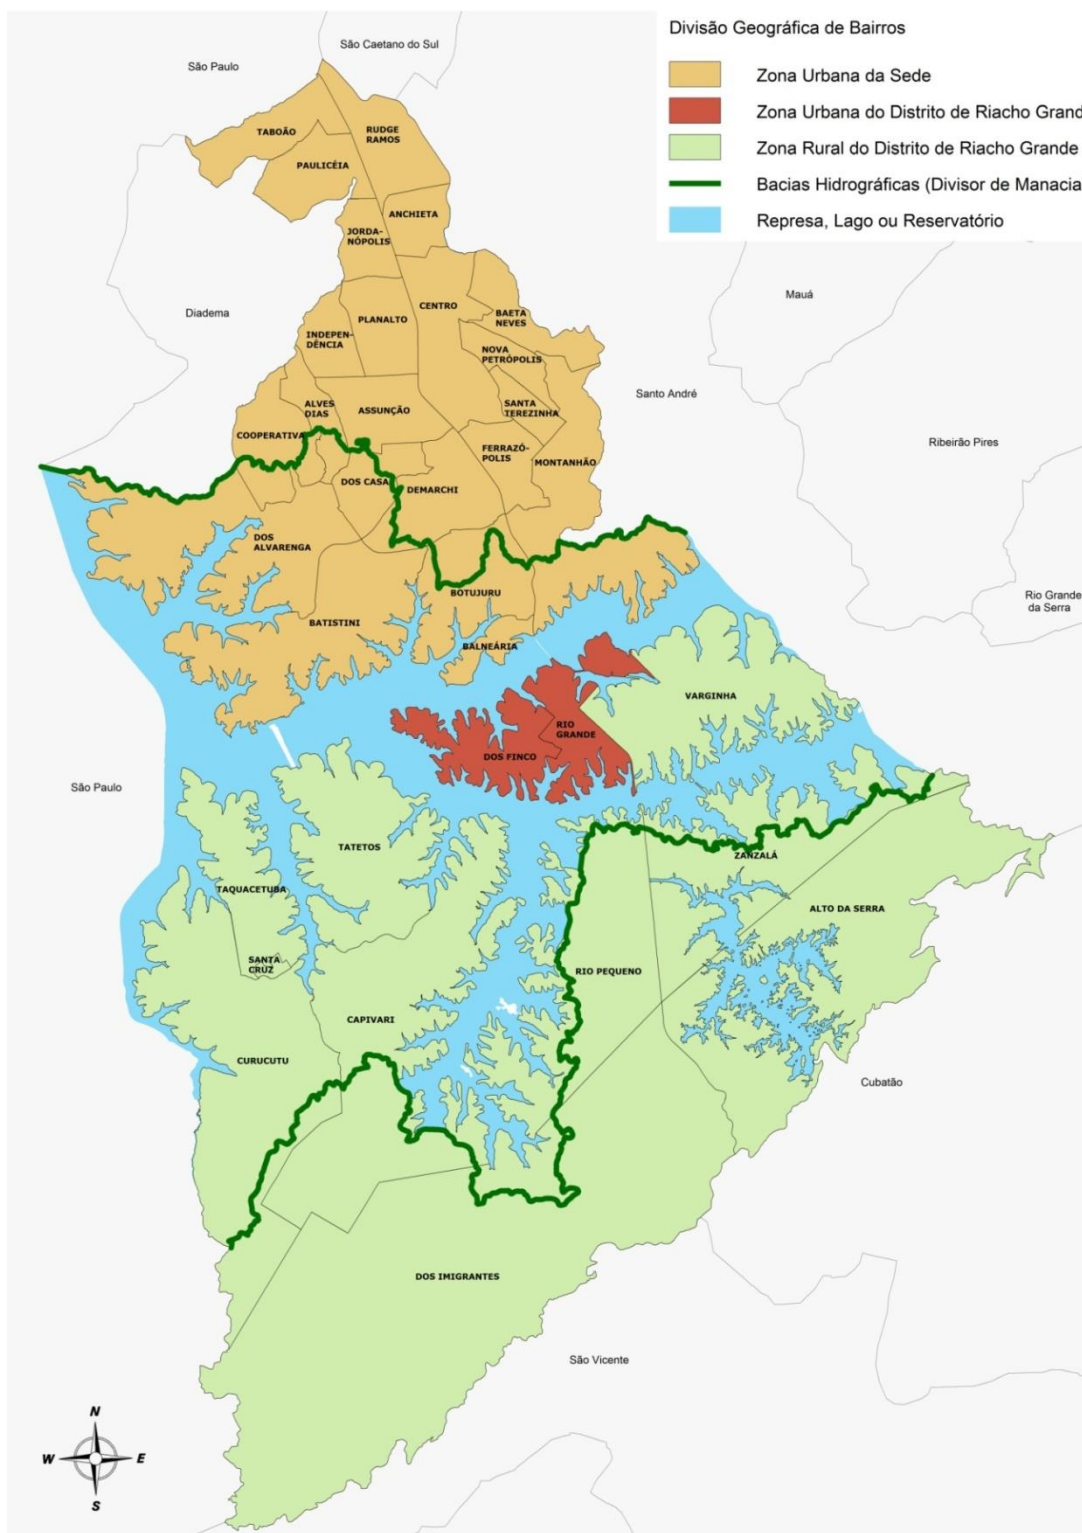 Divisão Geográfica de Bairros
Zona Urbana da Sede
Zona Urbana do Distrito de Riacho Grand
Zona Rural do Distrito de Riacho Grande
Bacias Hidrográficas (Divisor de Manacia
Represa, Lago ou Reservatório
São Caetano do Sul
São Paulo
TABOÃO
RUDGE
RAMOS
PAULICÉIA
ANCHIETA
JORDA-
NÓPOLIS
Mauá
CENTRO
Diadema
BAETA
NEVES
PLANALTO
INDEPEN-
DÊNCIA
NOVA
PETRÓPOLIS
Santo André
ALVES
DIAS
ASSUNÇÃO
SANTA
TEREZINHA
COOPERATIVA
Ribeirão Pires
FERRAZÓ-
POLIS
MONTANHÃO
DOS CASA
DEMARCHI
DOS
ALVARENGA
BOTUJURU
Rio Grande
da Serra
BATISTINI
BALNEÁRIA
VARGINHA
RIO
GRANDE
DOS FINCO
São Paulo
TATETOS
ZANZALÁ
TAQUACETUBA
ALTO DA SERRA
SANTA
CRUZ
RIO PEQUENO
CAPIVARI
CURUCUTU
Cubatão
DOS IMIGRANTES
São Vicente
N
W
E
S